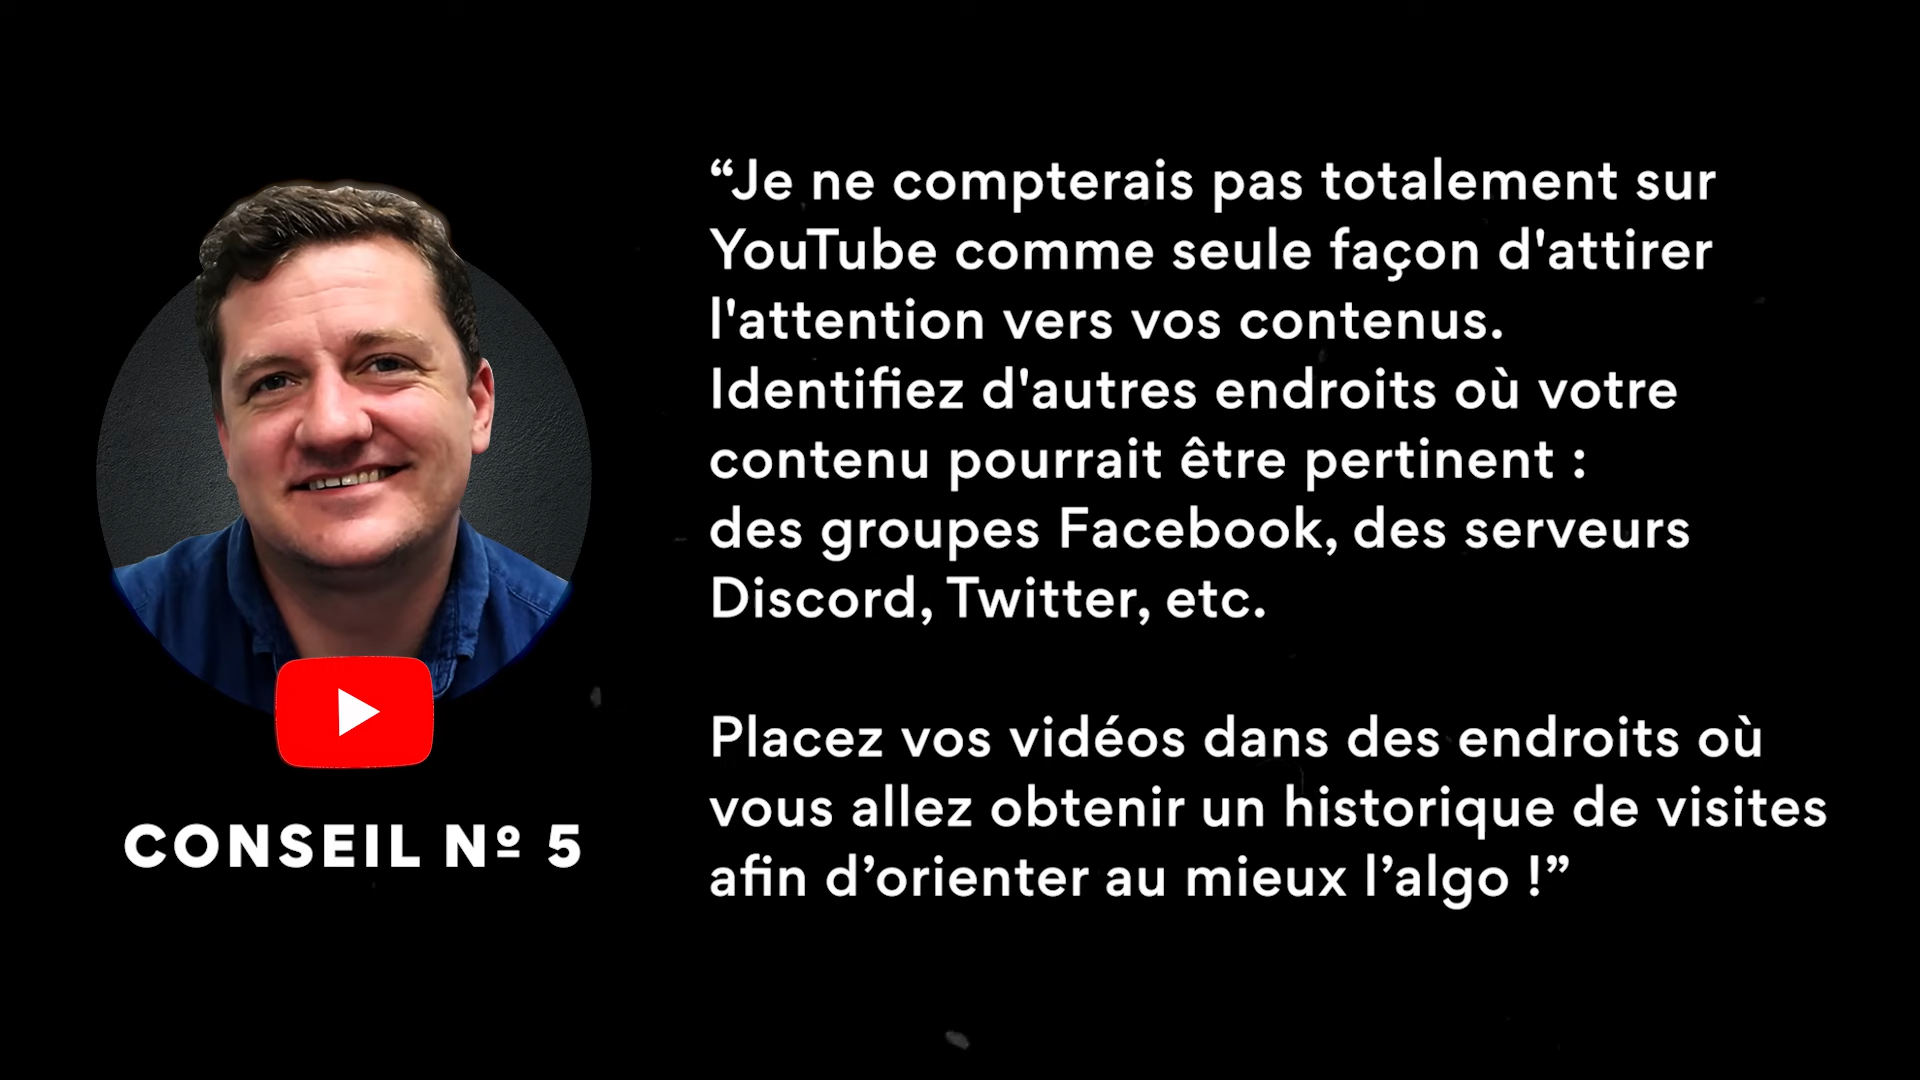 “Je ne compterais pas totalement sur
YouTube comme seule façon d'attirer
l'attention vers vos contenus.
Identifiez d'autres endroits où votre
contenu pourrait être pertinent :
des groupes Facebook, des serveurs
Discord, Twitter, etc.
Placez vos vidéos dans des endroits où
vous allez obtenir un historique de visites
afin d’orienter au mieux l’algo !”
CONSEIL Nº 5